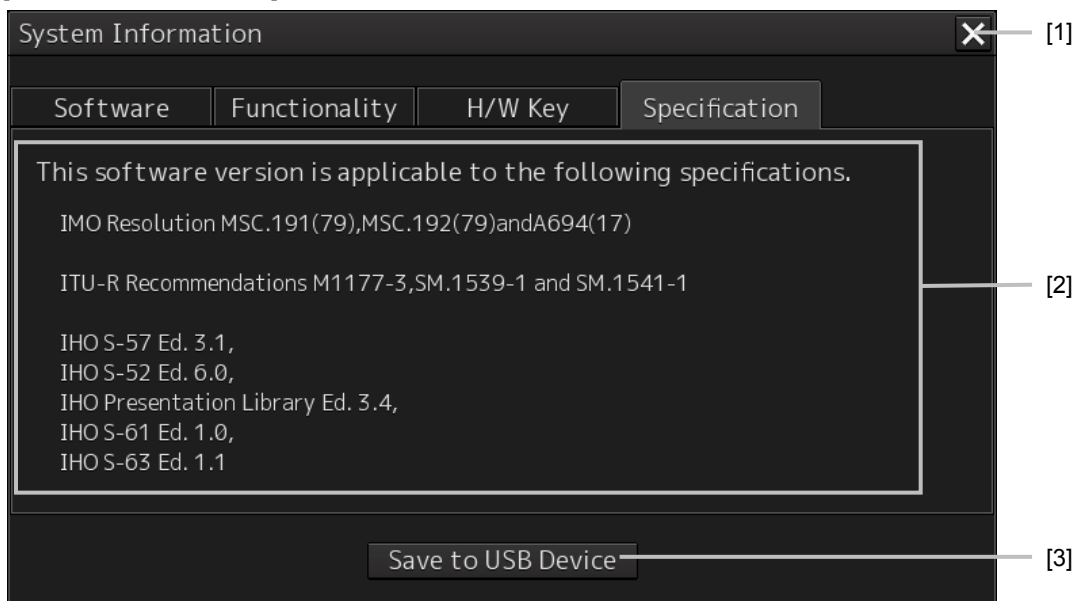 System Information
[1]
Software Functionality H/W Key Specification
This software version is applicable to the following specifications.
IMO Resolution MSC.191(79),MSC.192(79)andA694(17)
ITU-R Recommendations M1177-3,SM.1539-1 and SM.1541-1
[2]
IHO S-57 Ed. 3.1,
IHO S-52 Ed. 6.0,
IHO Presentation Library Ed. 3.4,
IHO S-61 Ed. 1.0,
IHO S-63 Ed. 1.1
Save to USB Device
[3]